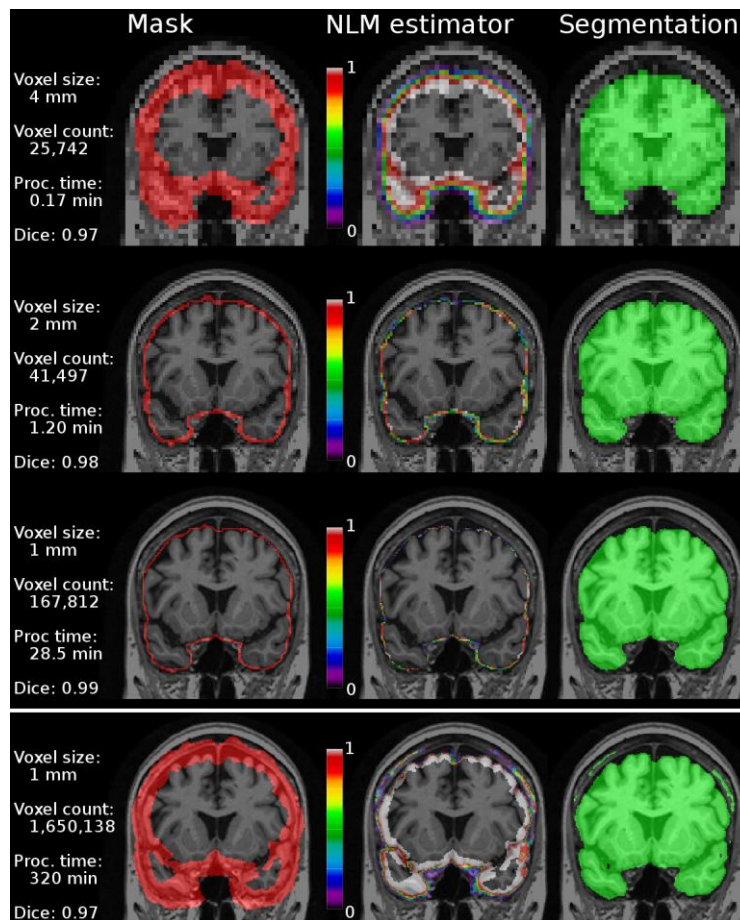 Mask NLM estimator Segmentation
Voxel size:
4 mm
Voxel count:
25,742
Proc. time:
0.17 min
Dice: 0.97
1
0
Voxel size:
2 mm
Voxel count:
41,497
Proc. time:
1.20 min
Dice: 0.98
1
0
Voxel size:
1 mm
Voxel count:
167,812
Proc time:
28.5 min
Dice: 0.99
1
0
Voxel size:
1 mm
Voxel count:
1,650,138
Proc. time:
320 min
Dice: 0.97
1
0